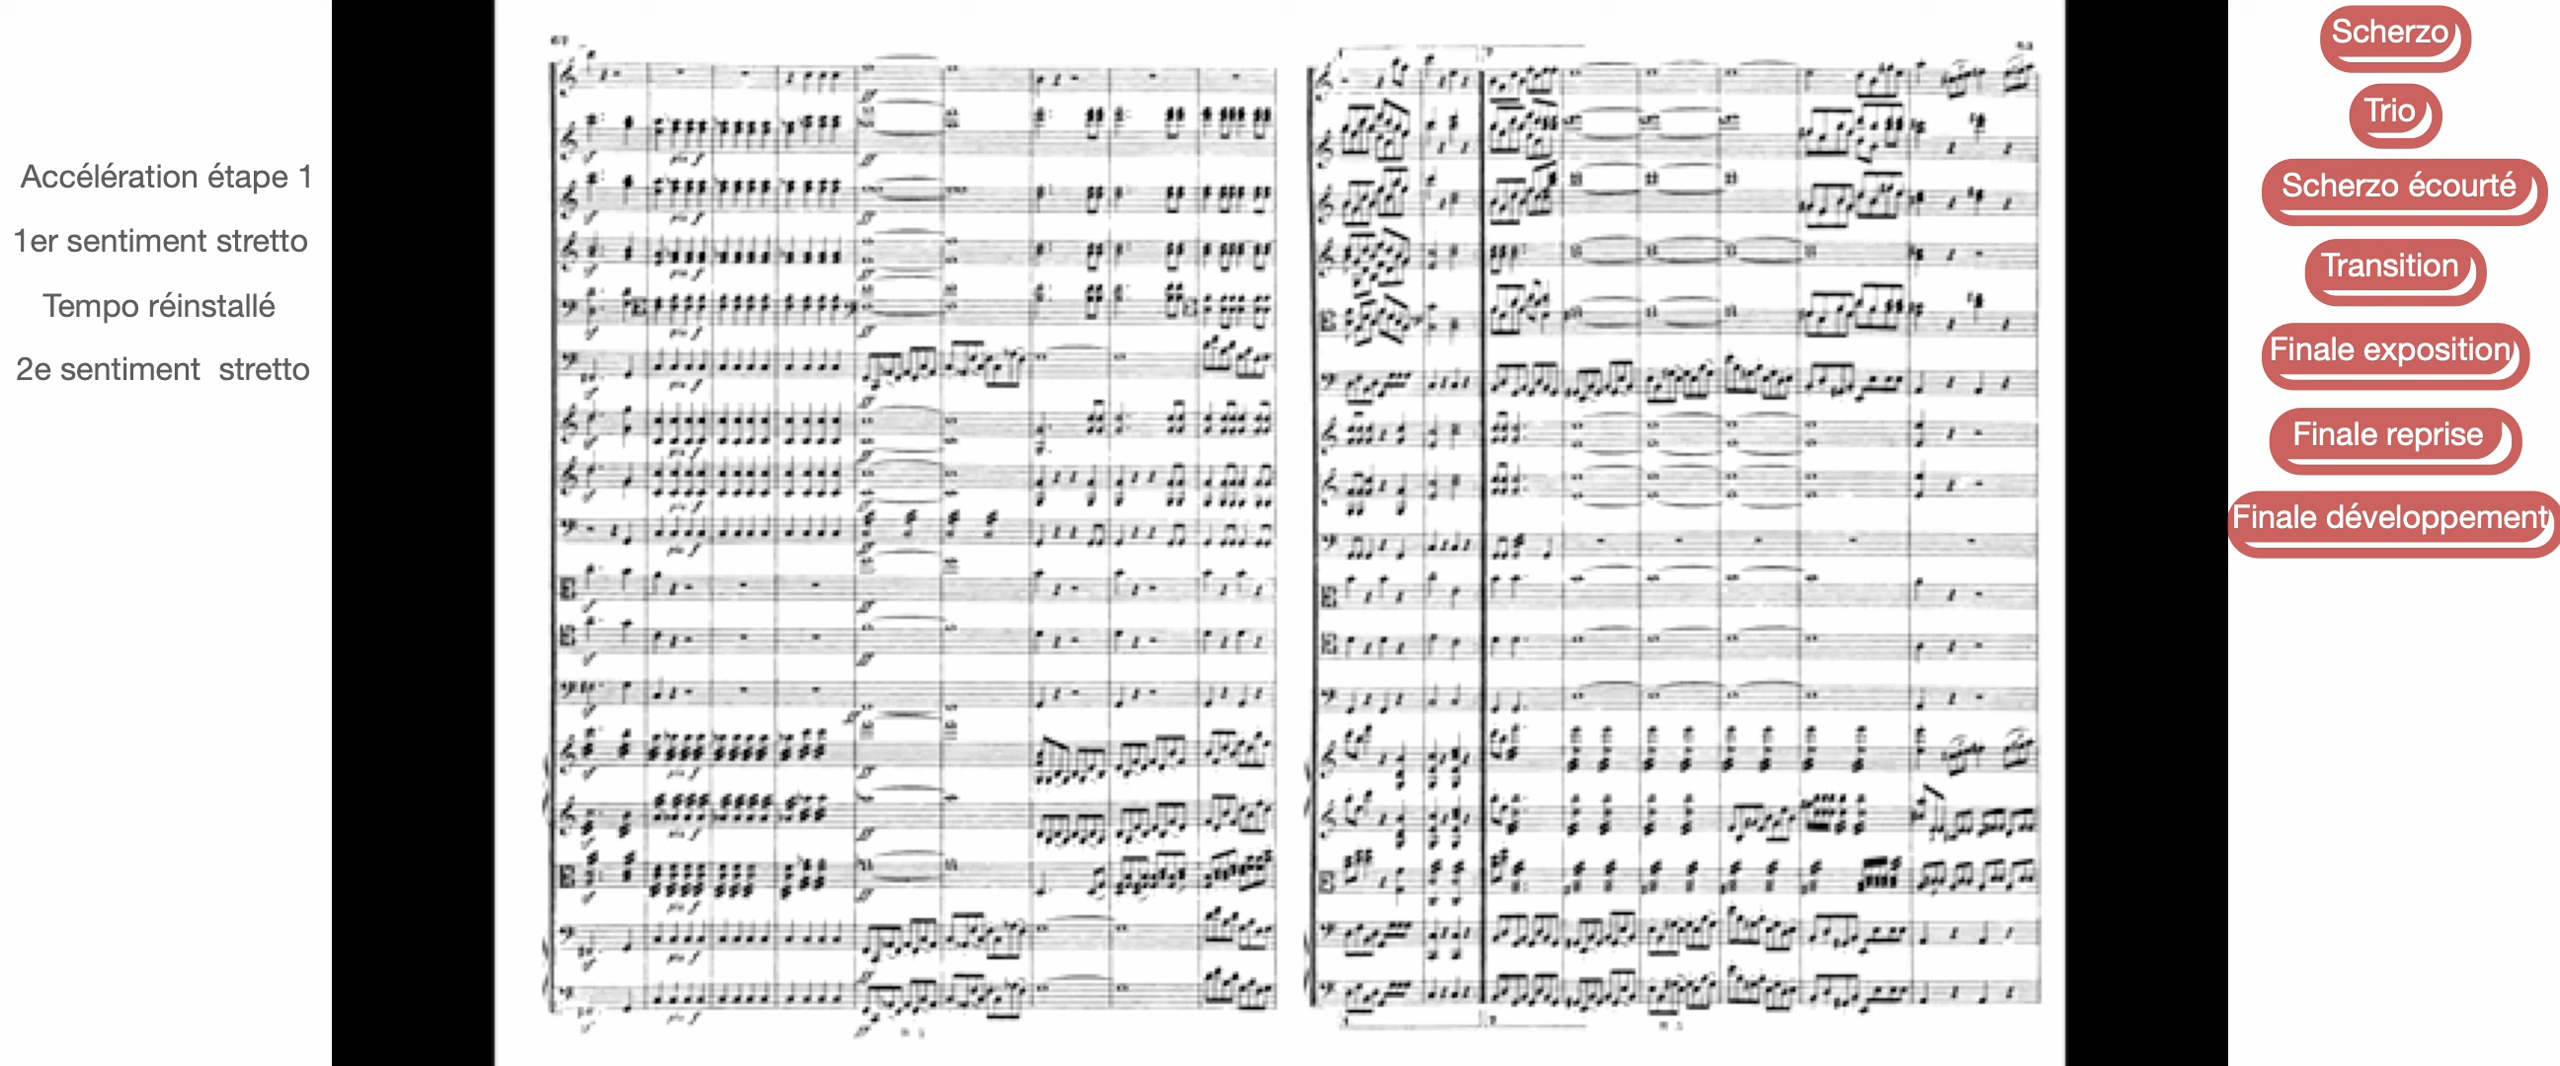 Accélération étape 1
1er sentiment stretto
Tempo réinstallé
2e sentiment  stretto
Scherzo
Trio
Scherzo écourté
Transition
Finale exposition
Finale reprise
Finale développement